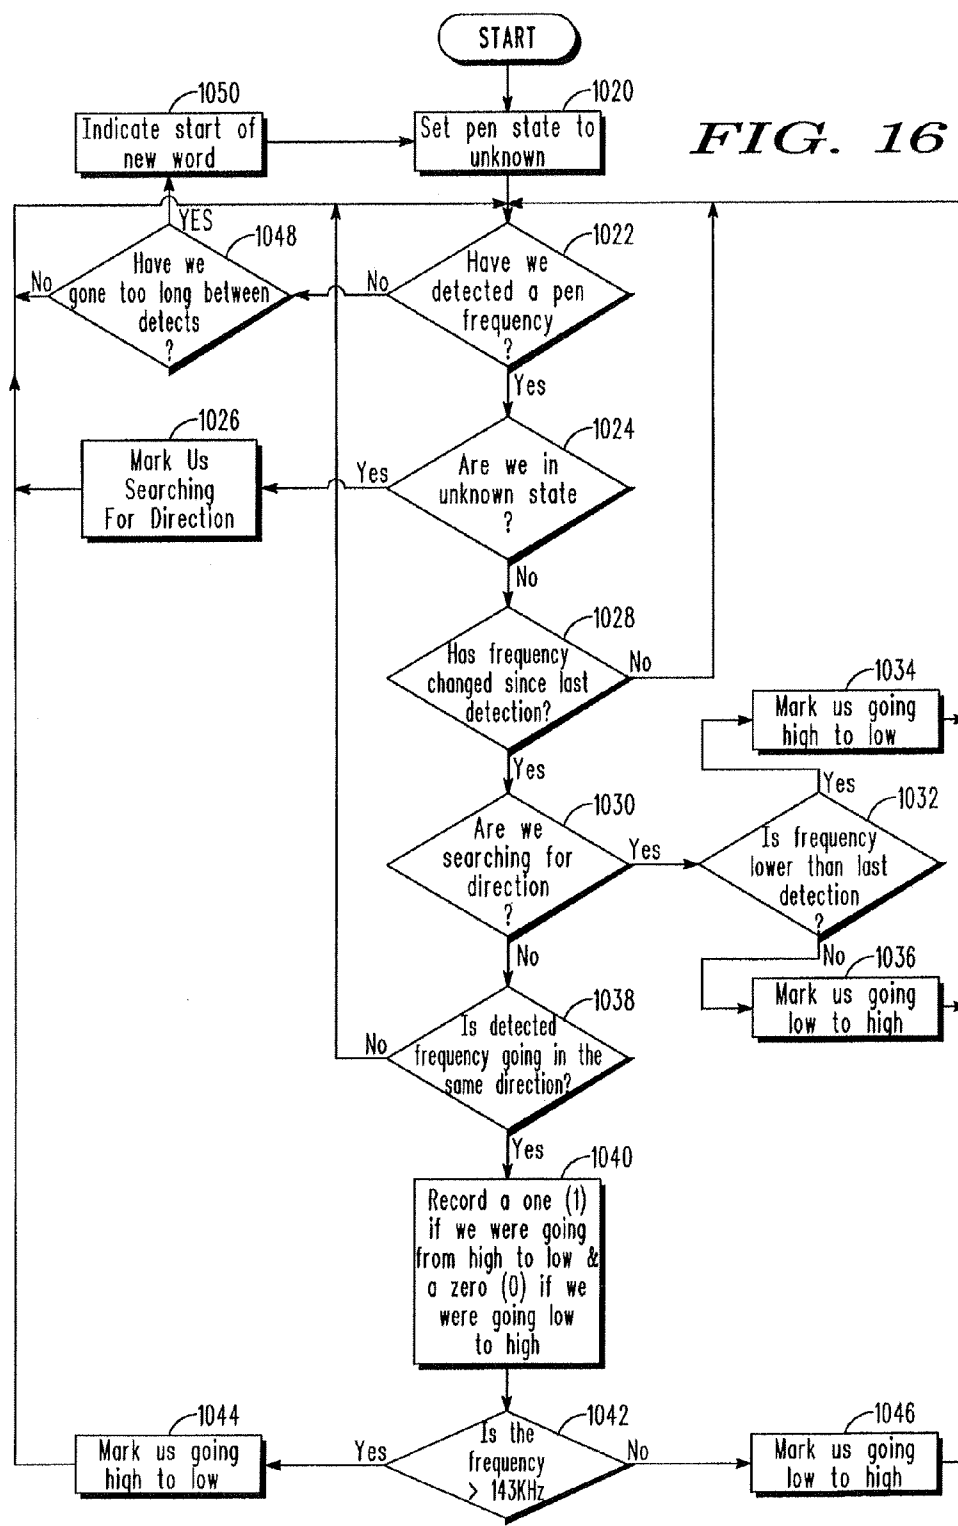 START
1050
1020
Indicate start of
new word
Set pen state to
unknown
FIG. 16
YES
1048
1022
No
Have we
gone too long between
detects
?
No
Have we
detected a pen
frequency
?
Yes
1026
1024
Mark Us
Searching
For Direction
Yes
Are we in
unknown state
?
No
1028
Has frequency
changed since last
detection?
No
1034
Mark us going
high to low
Yes
Yes
1030
1032
Are we
searching for
direction
?
Yes
Is frequency
lower than last
detection
?
No
No
1036
Mark us going
low to high
1038
No
Is detected
frequency going in the
same direction?
Yes
1040
Record a one (1)
if we were going
from high to low &
a zero (0) if we
were going low
to high
1044
1042
1046
Mark us going
high to low
Yes
Is the
frequency
> 143KHz
No
Mark us going
low to high